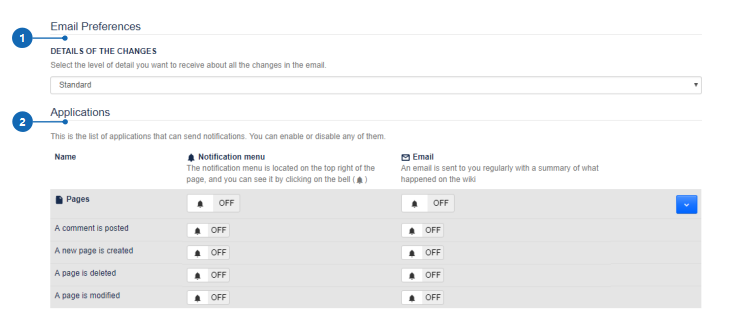 Email Preferences
1
DETAILS OF THE CHANGES
Select the level of detail you want to receive about all the changes in the email.
Standard
Applications
2
This is the list of applications that can send notifications. You can enable or disable any of them.
Name
Notification menu
The notification menu is located on the top right of the
page, and you can see it by clicking on the bell ( )
Email
An email is sent to you regularly with a summary of what
happened on the wiki
Pages OFF OFF
A comment is posted OFF OFF
A new page is created OFF OFF
A page is deleted OFF OFF
A page is modified OFF OFF